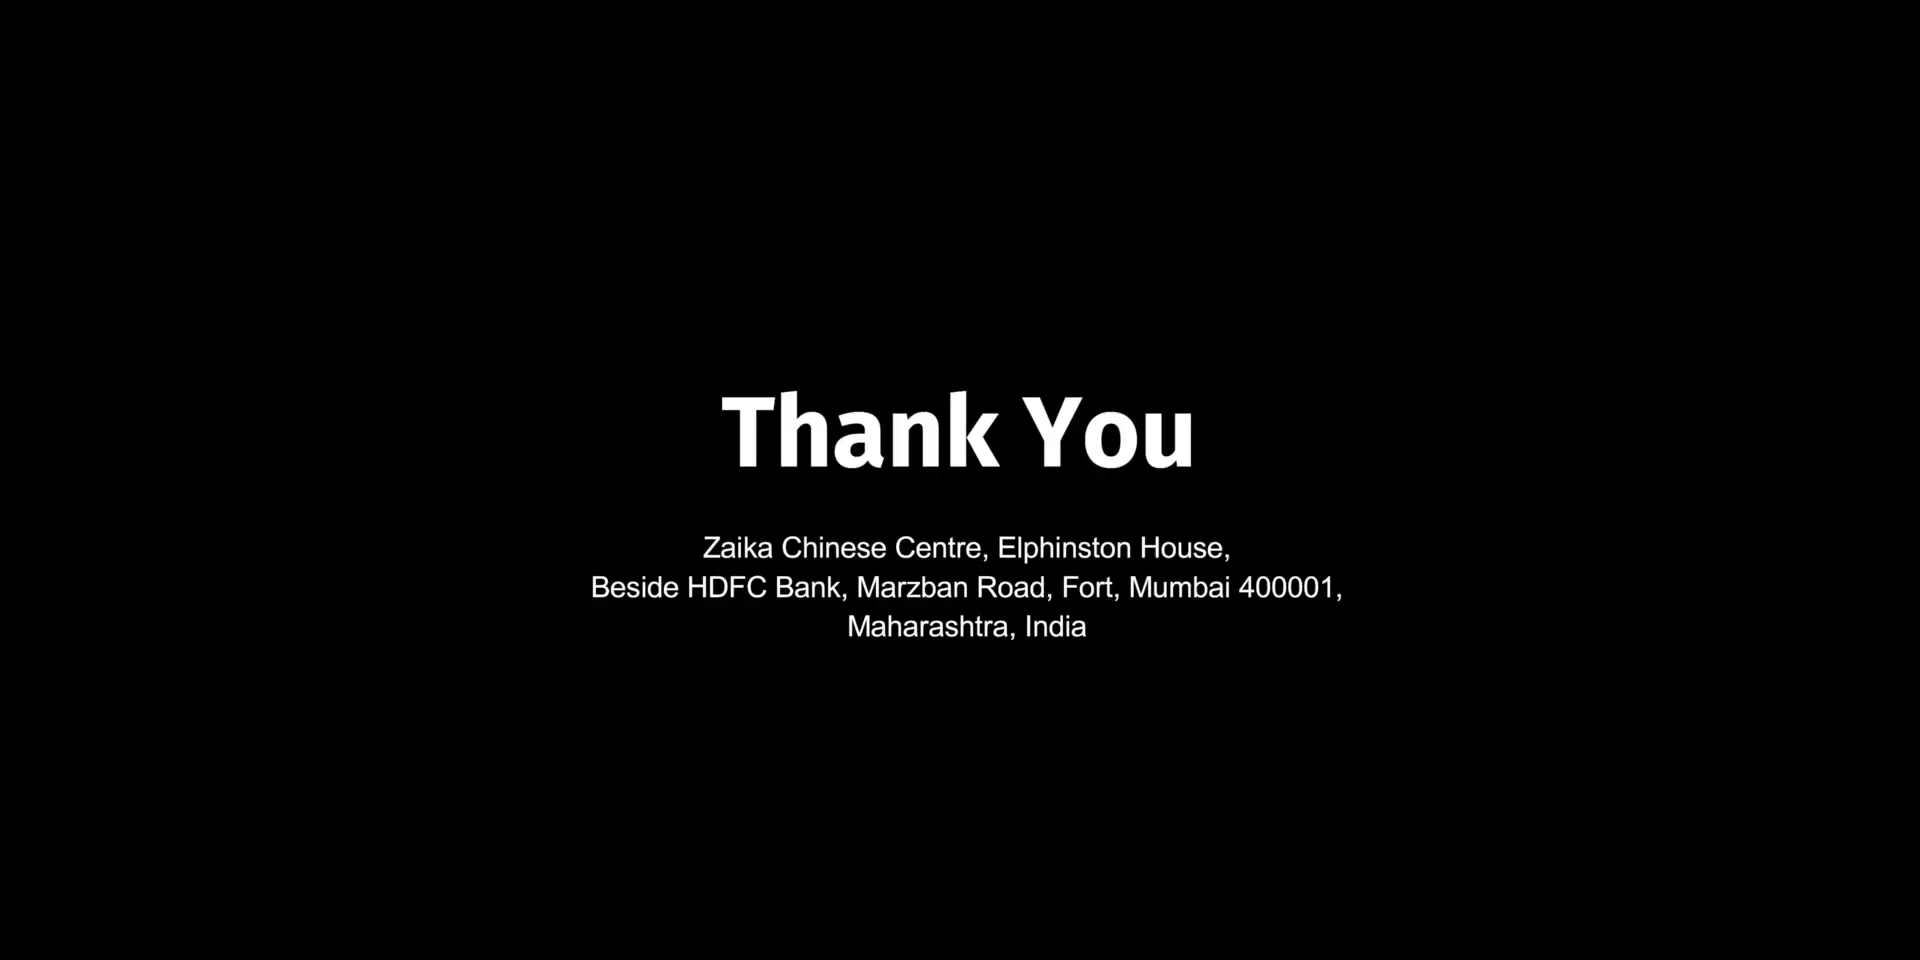 Thank You
Zaika Chinese Centre, Elphinston House,
Beside HDFC Bank, Marzban Road, Fort, Mumbai 400001,
Maharashtra, India